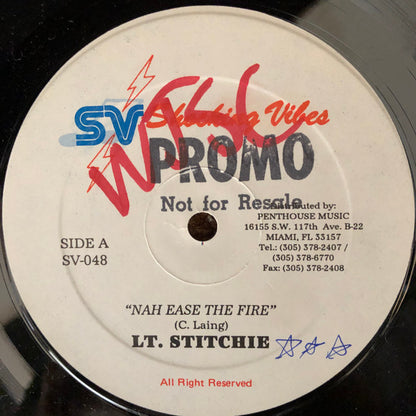 SV Shocking Vibes
PROMO
Not for Resale
Distributed by:
PENTHOUSE MUSIC
16155 S.W. 117th Ave. B-22
MIAMI, FL 33157
Tel.: (305) 378-2407 /
(305) 378-6770
Fax: (305) 378-2408
SIDE A
SV-048
"NAH EASE THE FIRE"
(C. Laing)
LT. STITCHIE
All Right Reserved